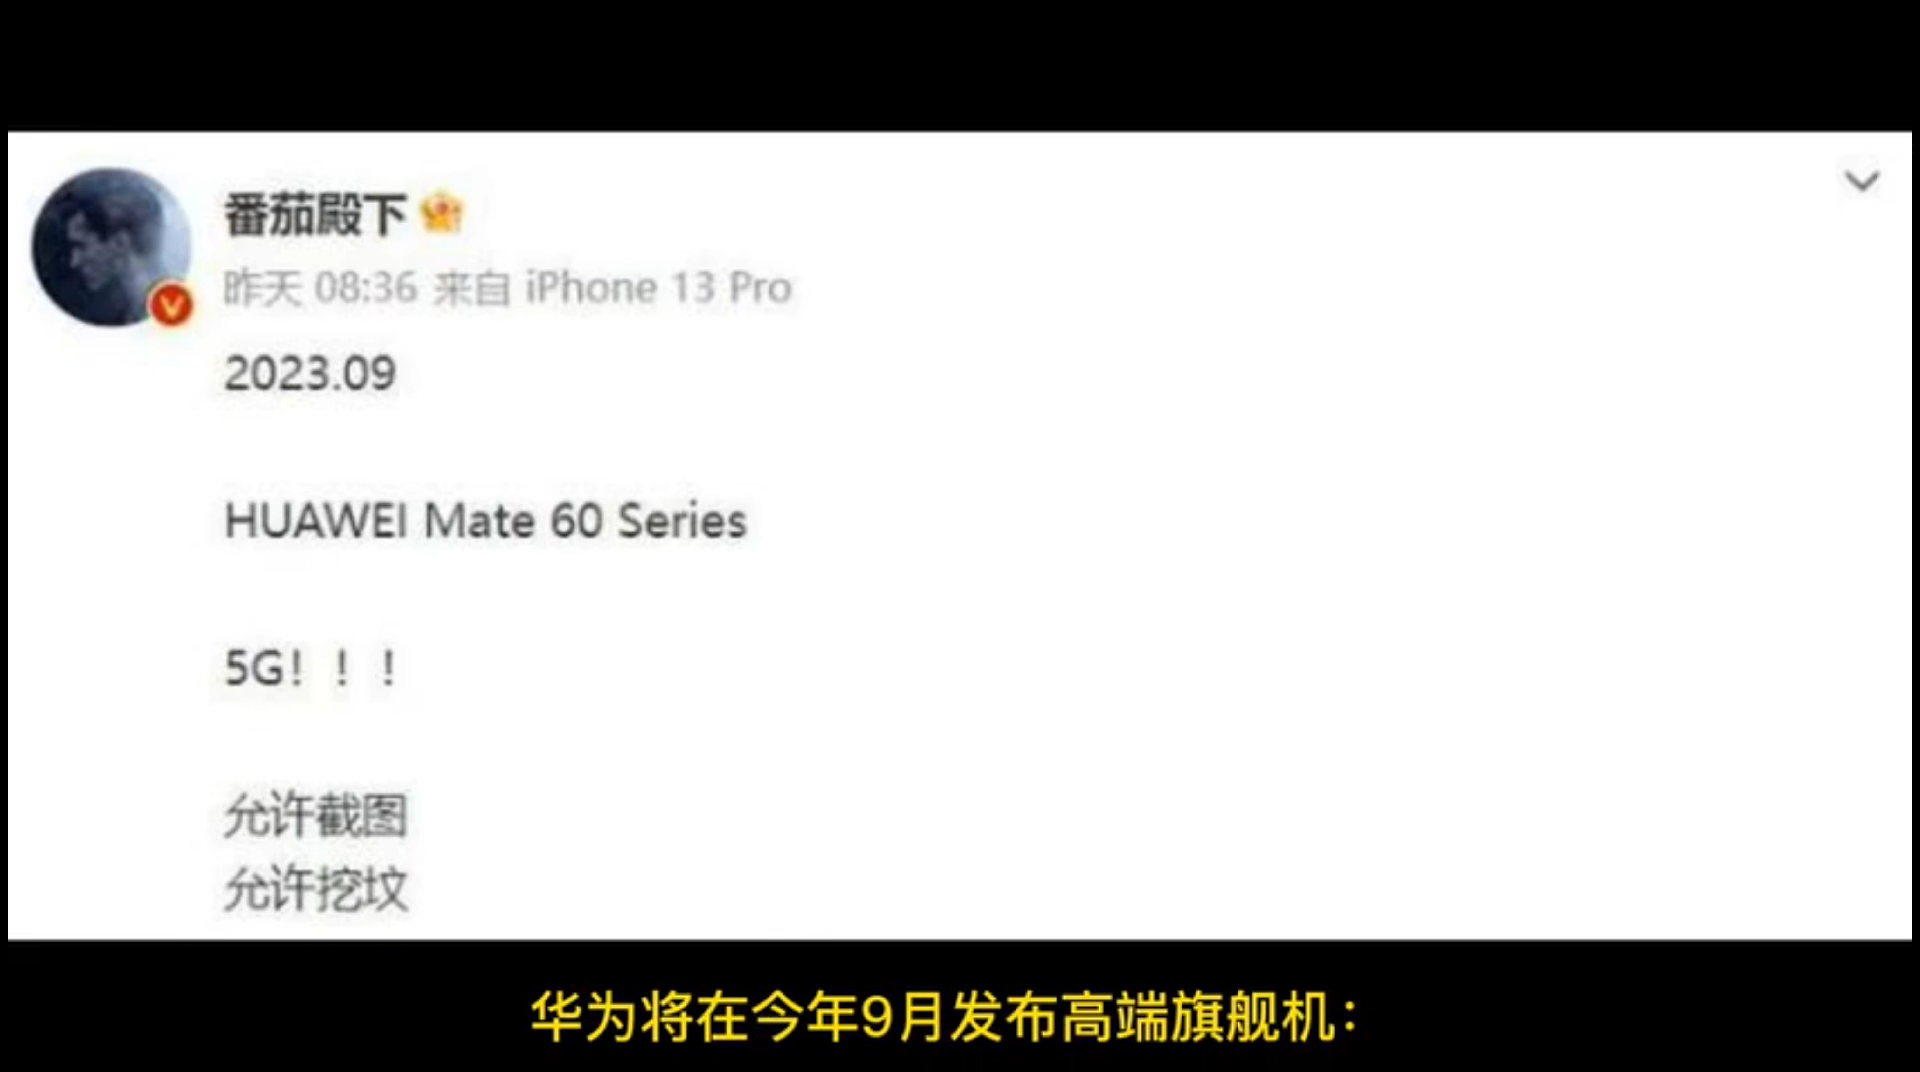 番茄殿下
昨天 08:36 来自 iPhone 13 Pro
2023.09
HUAWEI Mate 60 Series
5G！！！
允许截图
允许挖坟
华为将在今年9月发布高端旗舰机：